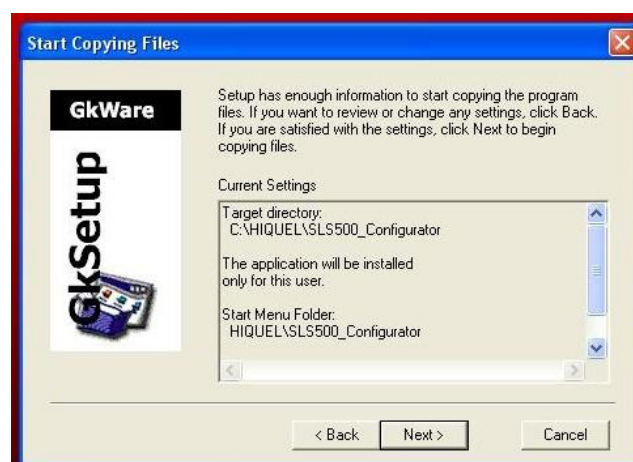 Start Copying Files
GkWare
GkSetup
Setup has enough information to start copying the program
files. If you want to review or change any settings, click Back.
If you are satisfied with the settings, click Next to begin
copying files.
Current Settings
Target directory:
C:\HIQUEL\SLS500_Configurator
The application will be installed
only for this user.
Start Menu Folder:
HIQUEL\SLS500_Configurator
< Back
Next >
Cancel